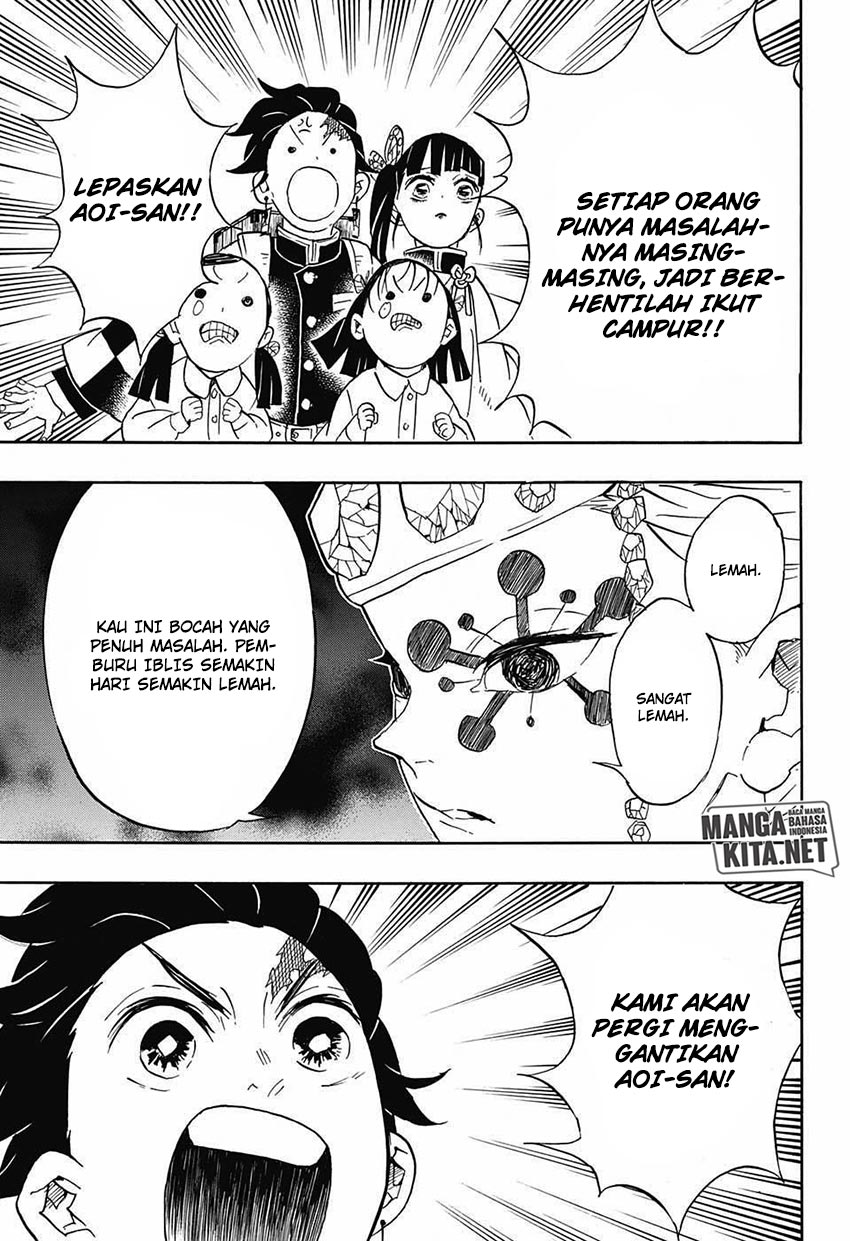 SETIAP ORANG
PUNYA MASALAH-
NYA MASING-
MASING, JADI BER-
HENTILAH IKUT
CAMPUR!!
LEPASKAN
AOI-SAN!!
LEMAH.
SANGAT
LEMAH.
KAU INI BOCAH YANG
PENUH MASALAH. PEM-
BURU IBLIS SEMAKIN
HARI SEMAKIN LEMAH.
MANGA
KITA.NET
BACA MANGA
BAHASA
INDONESIA
KAMI AKAN
PERGI MENG-
GANTIKAN
AOI-SAN!